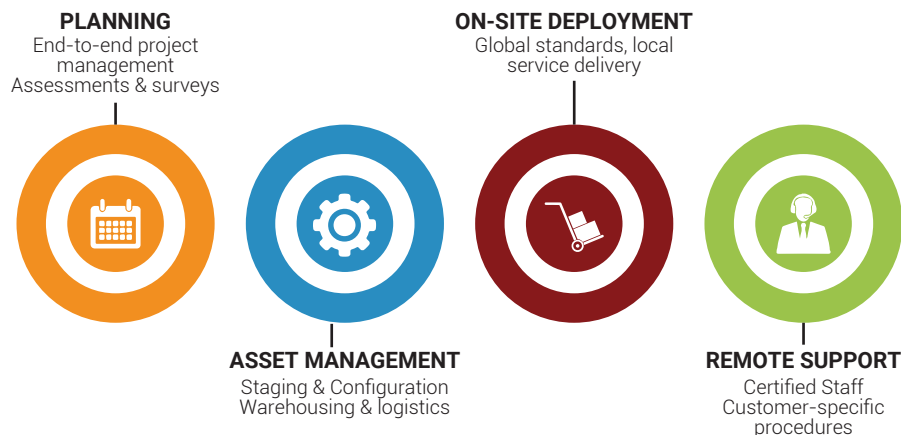 PLANNING
End-to-end project
management
Assessments & surveys
ON-SITE DEPLOYMENT
Global standards, local
service delivery
ASSET MANAGEMENT
Staging & Configuration
Warehousing & logistics
REMOTE SUPPORT
Certified Staff
Customer-specific
procedures